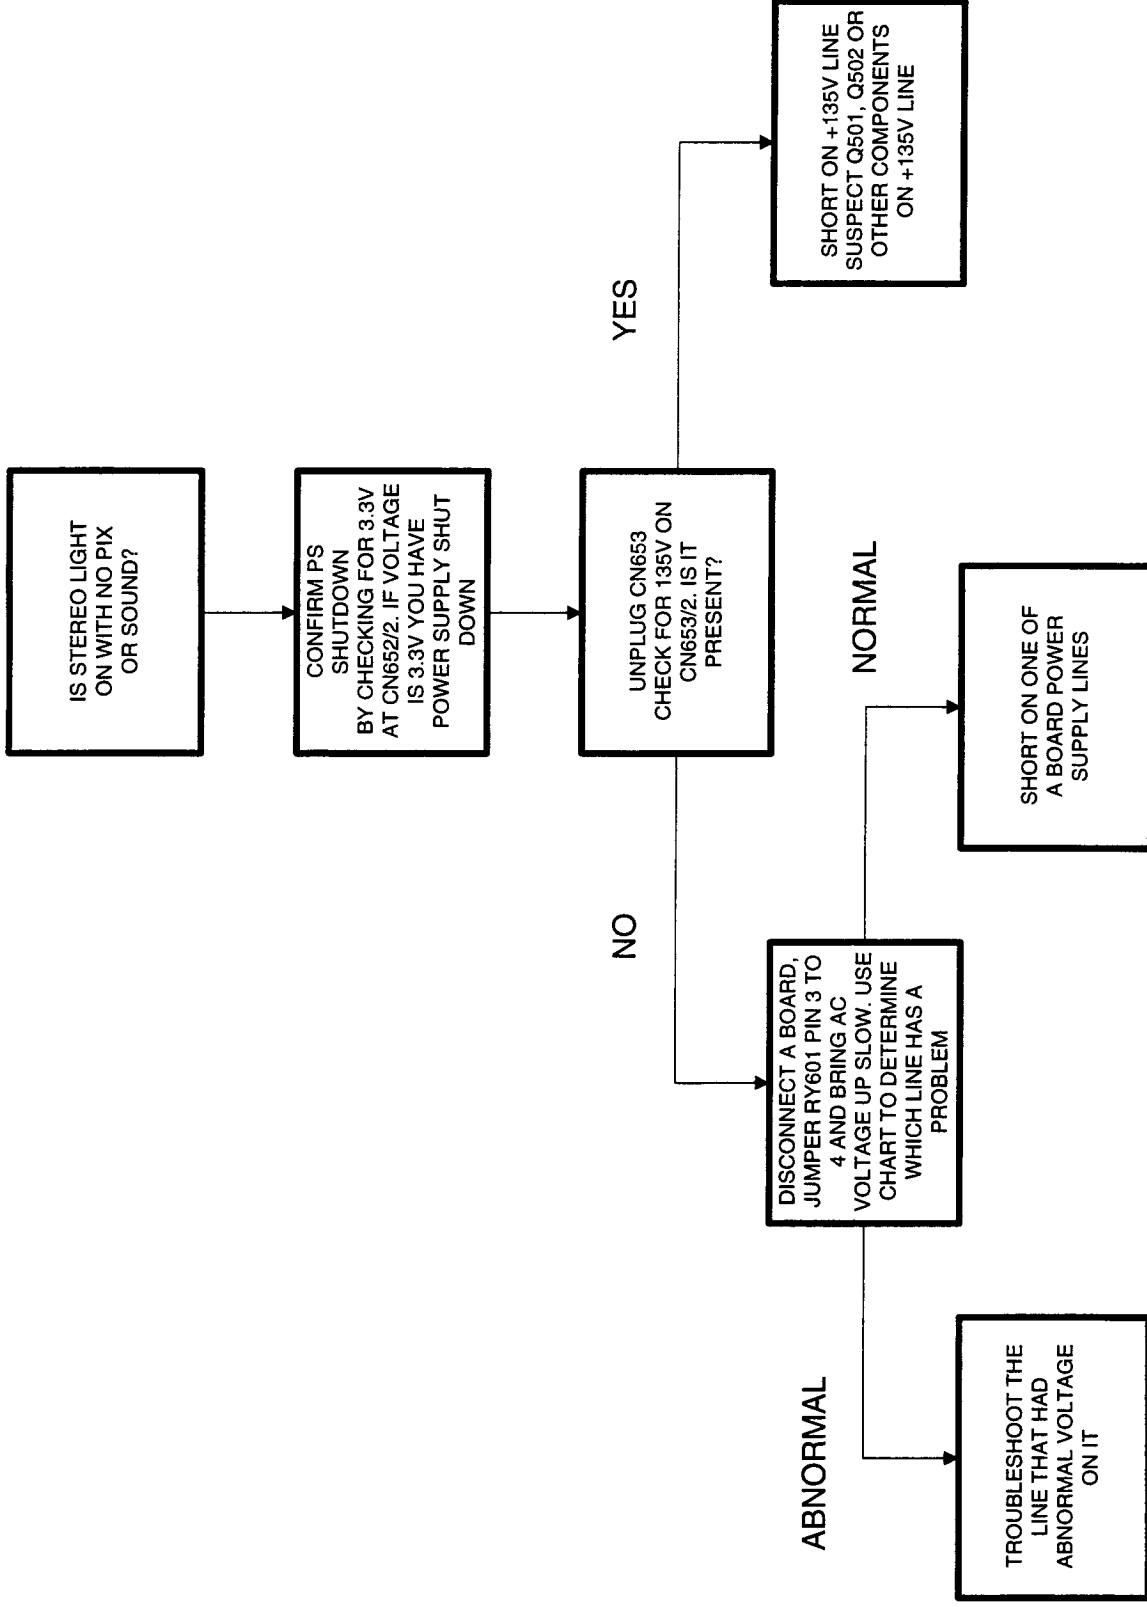 IS STEREO LIGHT
ON WITH NO PIX
OR SOUND?
CONFIRM PS
SHUTDOWN
BY CHECKING FOR 3.3V
AT CN652/2. IF VOLTAGE
IS 3.3V YOU HAVE
POWER SUPPLY SHUT
DOWN
UNPLUG CN653
CHECK FOR 135V ON
CN653/2. IS IT
PRESENT?
NO
YES
DISCONNECT A BOARD,
JUMPER RY601 PIN 3 TO
4 AND BRING AC
VOLTAGE UP SLOW. USE
CHART TO DETERMINE
WHICH LINE HAS A
PROBLEM
SHORT ON +135V LINE
SUSPECT Q501, Q502 OR
OTHER COMPONENTS
ON +135V LINE
ABNORMAL
NORMAL
TROUBLESHOOT THE
LINE THAT HAD
ABNORMAL VOLTAGE
ON IT
SHORT ON ONE OF
A BOARD POWER
SUPPLY LINES